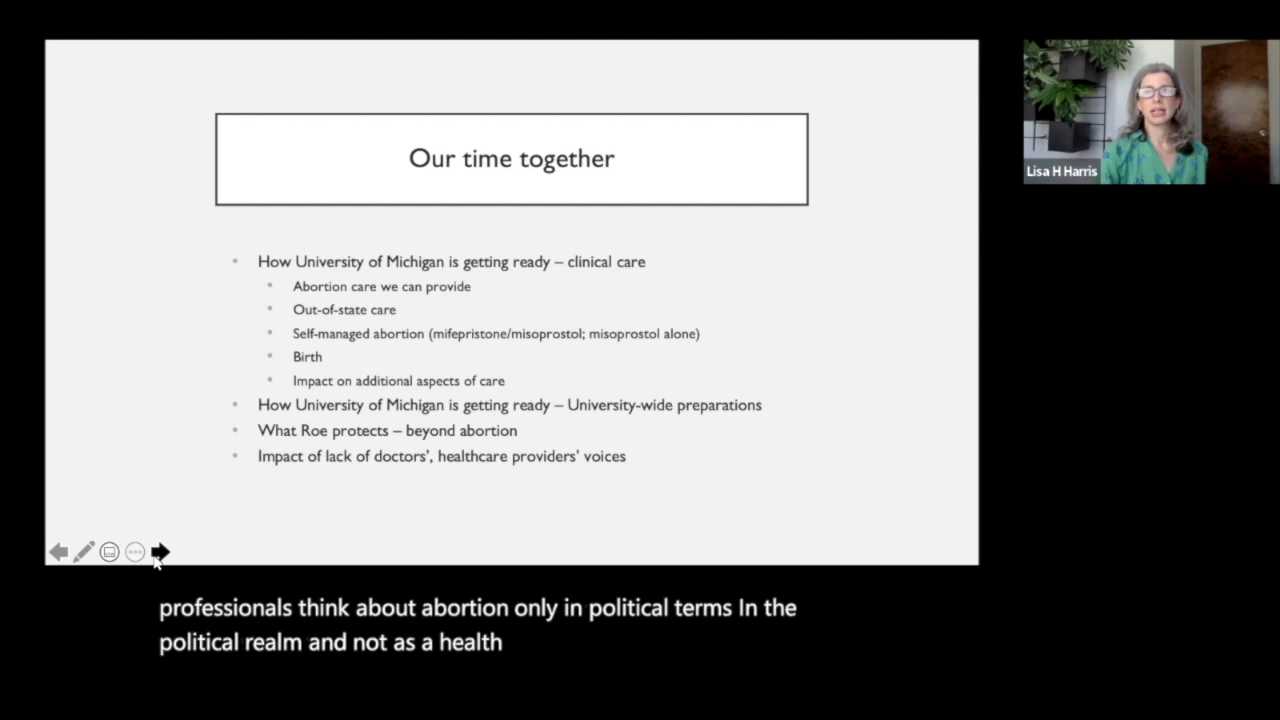 Our time together
How University of Michigan is getting ready – clinical care
Abortion care we can provide
Out-of-state care
Self-managed abortion (mifepristone/misoprostol; misoprostol alone)
Birth
Impact on additional aspects of care
How University of Michigan is getting ready – University-wide preparations
What Roe protects – beyond abortion
Impact of lack of doctors’, healthcare providers’ voices
Lisa H Harris
professionals think about abortion only in political terms In the
political realm and not as a health